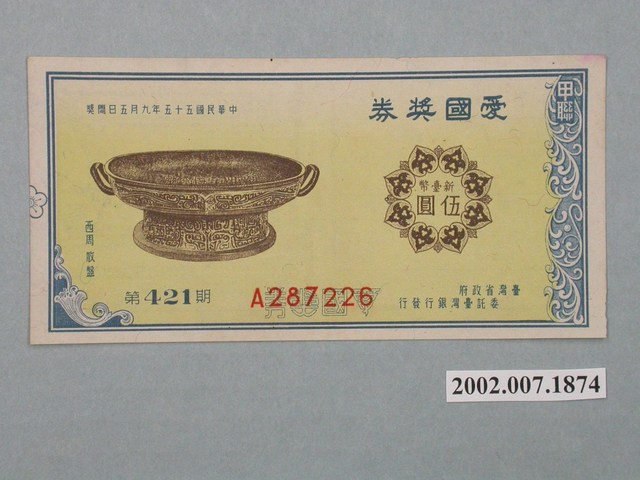 愛國獎券
甲聯
中華民國五十五年九月五日開獎
新臺幣
伍圓
西周 散盤
第421期
A287226
臺灣省政府
委託臺灣銀行發行
2002.007.1874